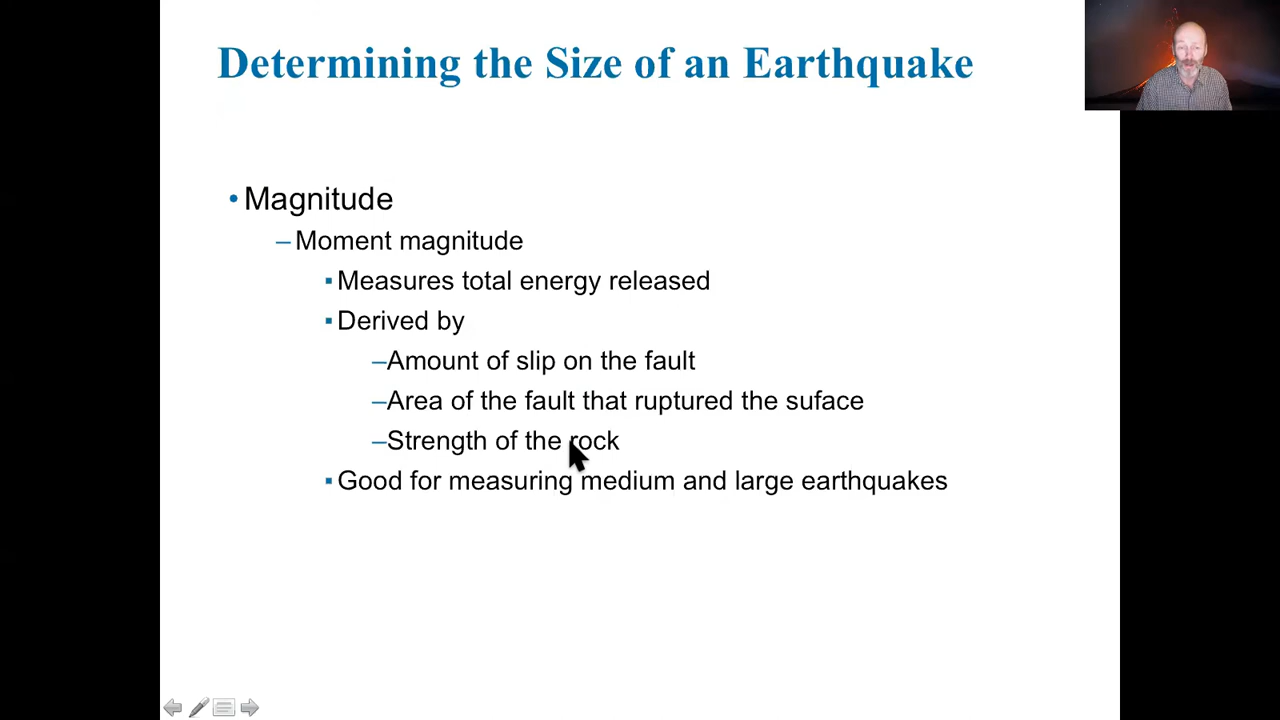 Determining the Size of an Earthquake
• Magnitude
– Moment magnitude
▪ Measures total energy released
▪ Derived by
– Amount of slip on the fault
– Area of the fault that ruptured the suface
– Strength of the rock
▪ Good for measuring medium and large earthquakes